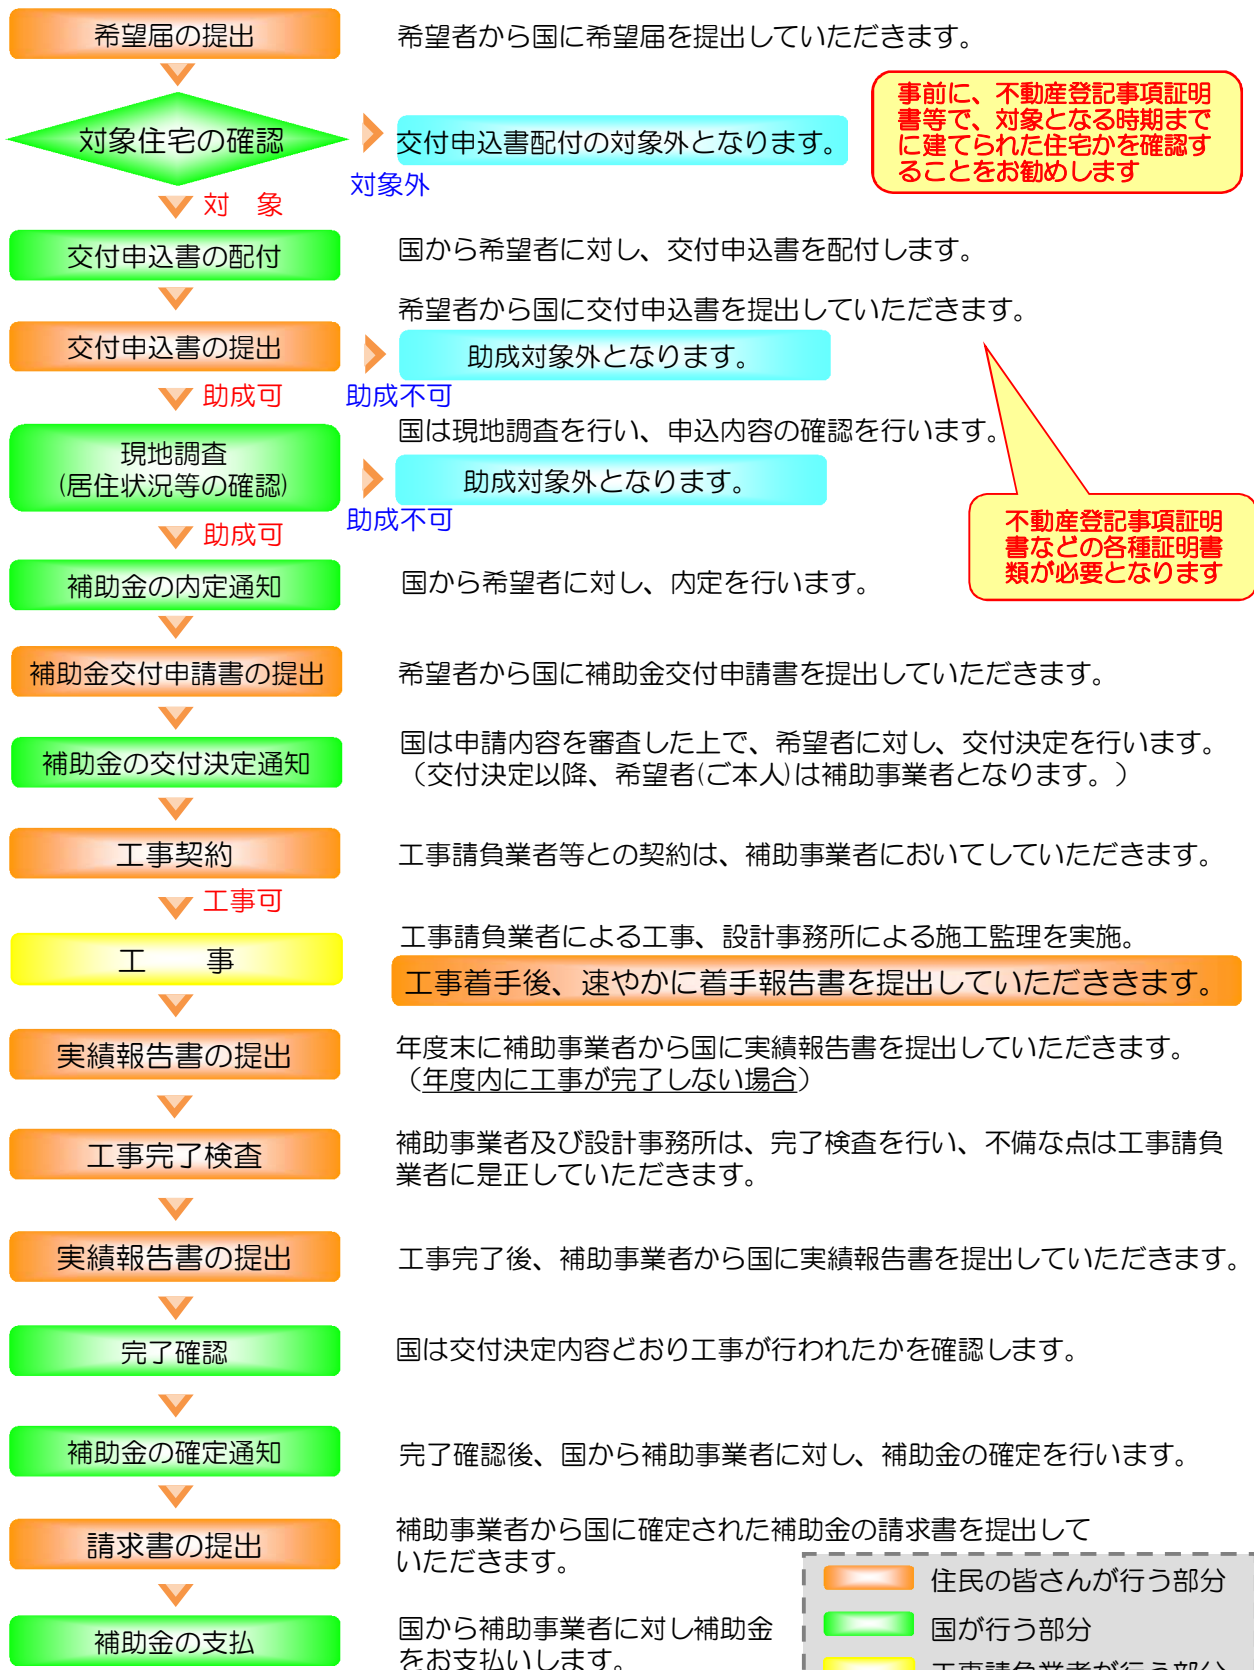 希望届の提出
希望者から国に希望届を提出していただきます。
事前に、不動産登記事項証明
書等で、対象となる時期まで
に建てられた住宅かを確認す
ることをお勧めします
対象住宅の確認
交付申込書配付の対象外となります。
対象外
対　象
交付申込書の配付
国から希望者に対し、交付申込書を配付します。
希望者から国に交付申込書を提出していただきます。
交付申込書の提出
助成対象外となります。
助成可
助成不可
国は現地調査を行い、申込内容の確認を行います。
現地調査
(居住状況等の確認)
助成対象外となります。
助成不可
助成可
不動産登記事項証明
書などの各種証明書
類が必要となります
補助金の内定通知
国から希望者に対し、内定を行います。
補助金交付申請書の提出
希望者から国に補助金交付申請書を提出していただきます。
補助金の交付決定通知
国は申請内容を審査した上で、希望者に対し、交付決定を行います。
（交付決定以降、希望者(ご本人)は補助事業者となります。）
工事契約
工事請負業者等との契約は、補助事業者においてしていただきます。
工事可
工　　事
工事請負業者による工事、設計事務所による施工監理を実施。
工事着手後、速やかに着手報告書を提出していただききます。
実績報告書の提出
年度末に補助事業者から国に実績報告書を提出していただきます。
（年度内に工事が完了しない場合）
工事完了検査
補助事業者及び設計事務所は、完了検査を行い、不備な点は工事請負
業者に是正していただきます。
実績報告書の提出
工事完了後、補助事業者から国に実績報告書を提出していただきます。
完了確認
国は交付決定内容どおり工事が行われたかを確認します。
補助金の確定通知
完了確認後、国から補助事業者に対し、補助金の確定を行います。
請求書の提出
補助事業者から国に確定された補助金の請求書を提出して
いただきます。
補助金の支払
国から補助事業者に対し補助金
をお支払いします。
住民の皆さんが行う部分
国が行う部分
工事請負業者が行う部分